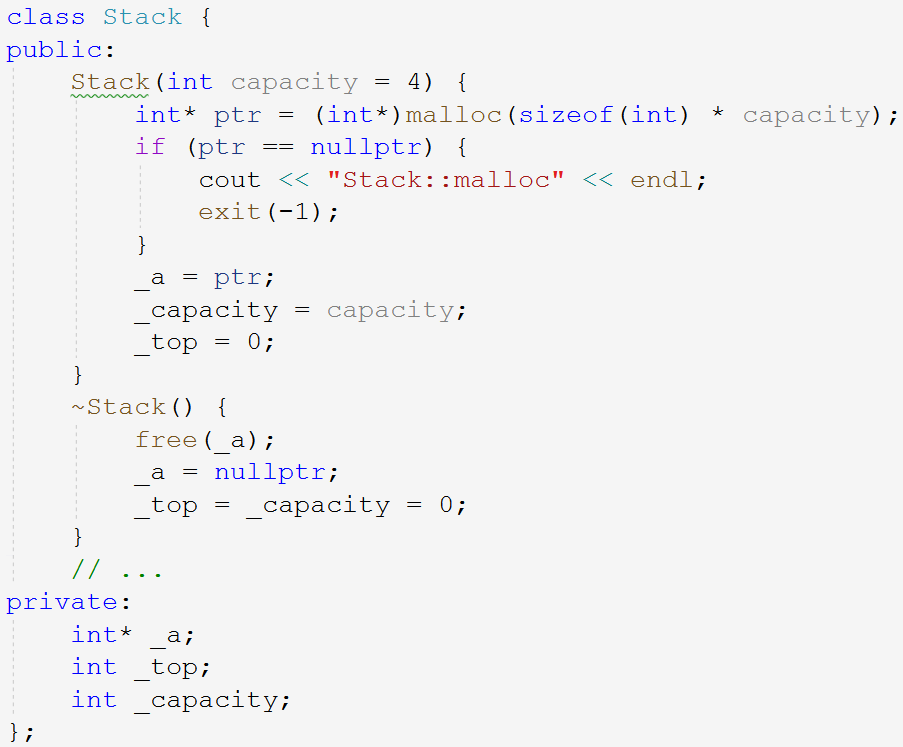 class Stack {
public:
    Stack(int capacity = 4) {
        int* ptr = (int*)malloc(sizeof(int) * capacity);
        if (ptr == nullptr) {
            cout << "Stack::malloc" << endl;
            exit(-1);
        }
        _a = ptr;
        _capacity = capacity;
        _top = 0;
    }
    ~Stack() {
        free(_a);
        _a = nullptr;
        _top = _capacity = 0;
    }
    // ...
private:
    int* _a;
    int _top;
    int _capacity;
};